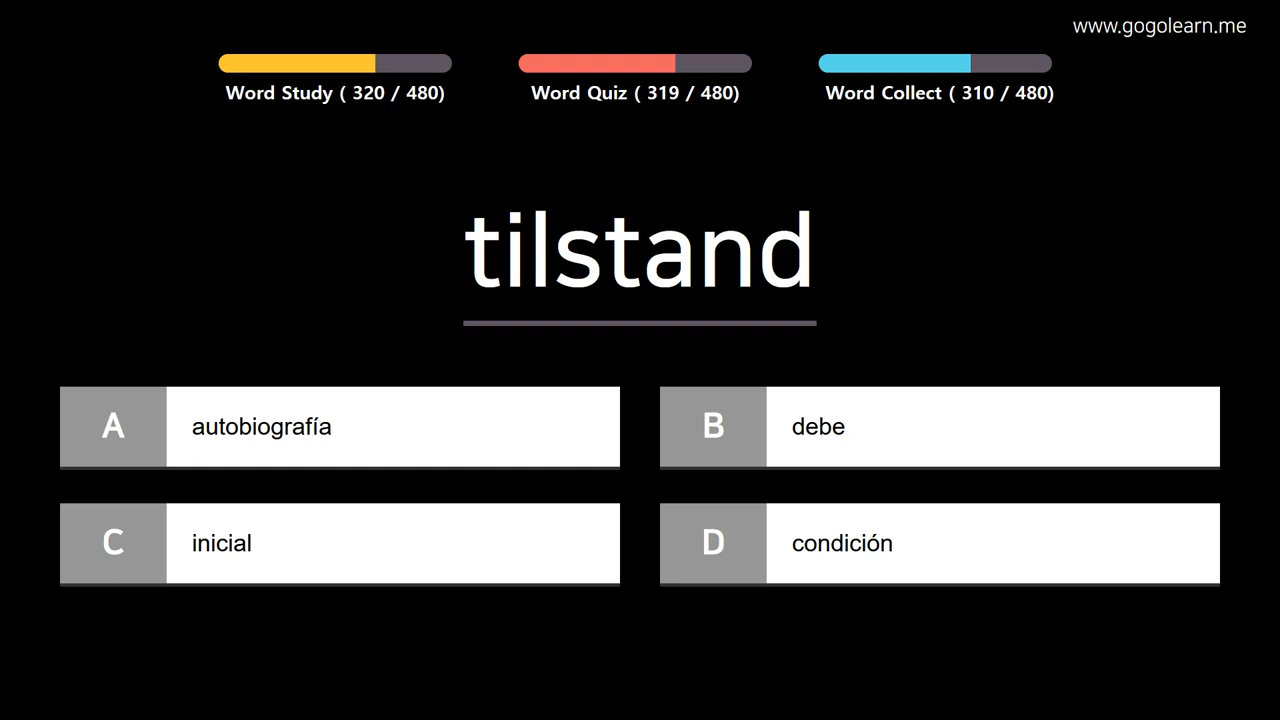 www.gogolearn.me
Word Study ( 320 / 480)
Word Quiz ( 319 / 480)
Word Collect ( 310 / 480)
tilstand
A autobiografía
B debe
C inicial
D condición